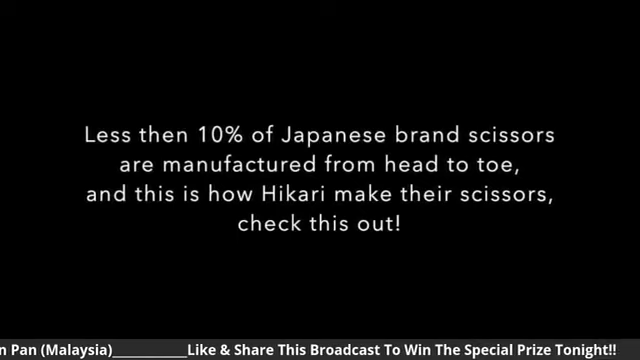 Less then 10% of Japanese brand scissors
are manufactured from head to toe,
and this is how Hikari make their scissors,
check this out!
n Pan (Malaysia)___________Like & Share This Broadcast To Win The Special Prize Tonight!!